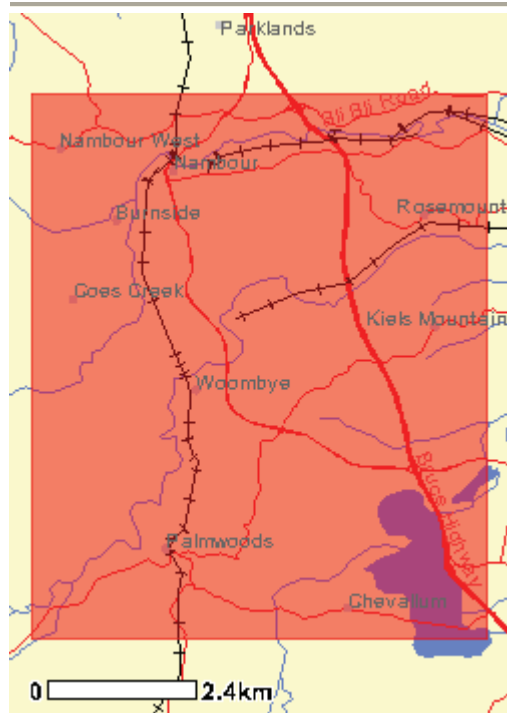 Parklands
Bli Bli Road
Nambour West
Nambour
Burnside
Rosemount
Coes Creek
Kiels Mountain
Woombye
Bruce Highway
Palmwoods
Chevallum
0 2.4km